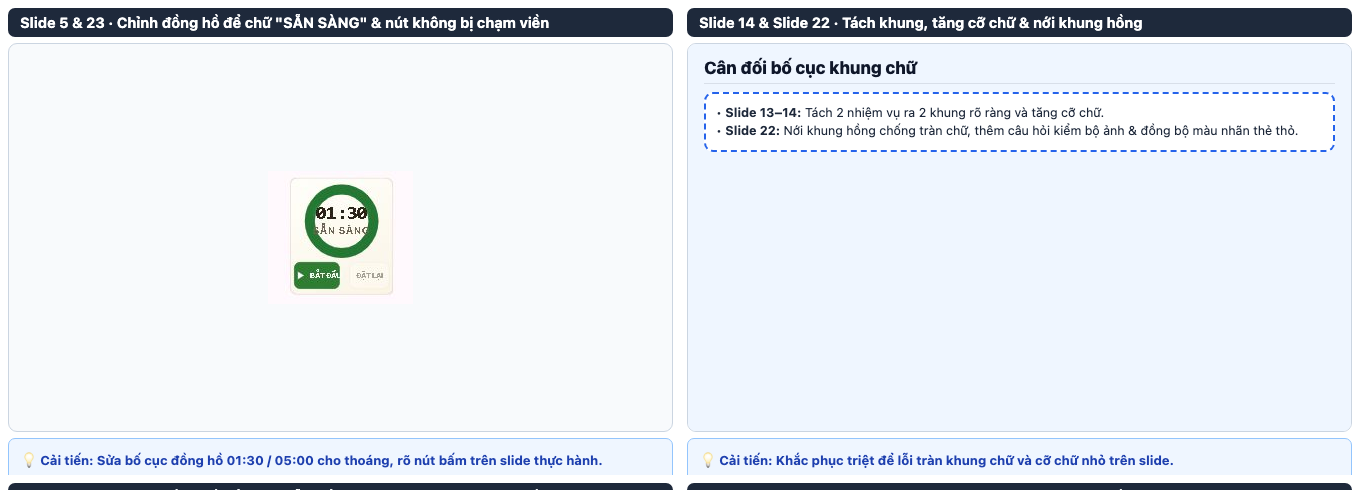 Slide 5 & 23 · Chỉnh đồng hồ để chữ "SẴN SÀNG" & nút không bị chạm viền
01:30
SẴN SÀNG
▶ BẮT ĐẦU
ĐẶT LẠI
💡 Cải tiến: Sửa bố cục đồng hồ 01:30 / 05:00 cho thoáng, rõ nút bấm trên slide thực hành.
Slide 14 & Slide 22 · Tách khung, tăng cỡ chữ & nới khung hồng
Cân đối bố cục khung chữ
• Slide 13–14: Tách 2 nhiệm vụ ra 2 khung rõ ràng và tăng cỡ chữ.
• Slide 22: Nới khung hồng chống tràn chữ, thêm câu hỏi kiểm bộ ảnh & đồng bộ màu nhãn thẻ thỏ.
💡 Cải tiến: Khắc phục triệt để lỗi tràn khung chữ và cỡ chữ nhỏ trên slide.